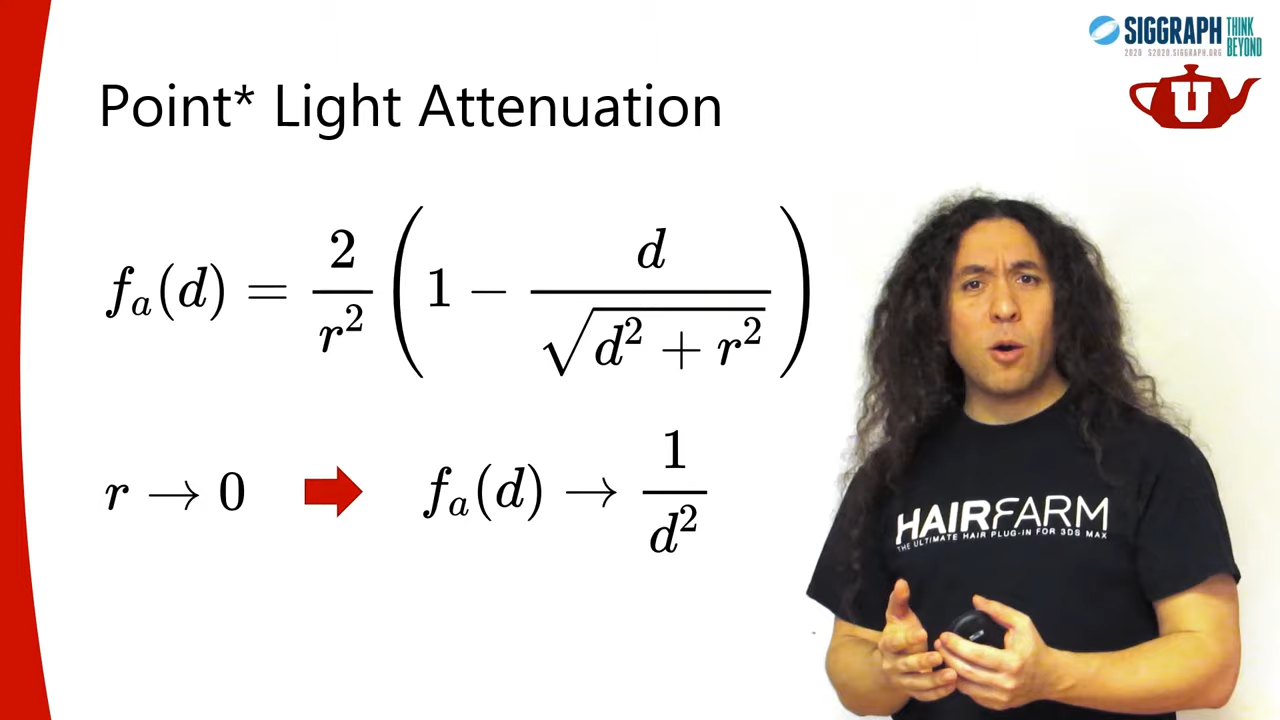 SIGGRAPH THINK BEYOND
2020 S2020.SIGGRAPH.ORG
U
Point* Light Attenuation
f_a(d) = 2/r² (1 − d/√(d² + r²))
r → 0 f_a(d) → 1/d²
HAIRFARM
THE ULTIMATE HAIR PLUG-IN FOR 3DS MAX